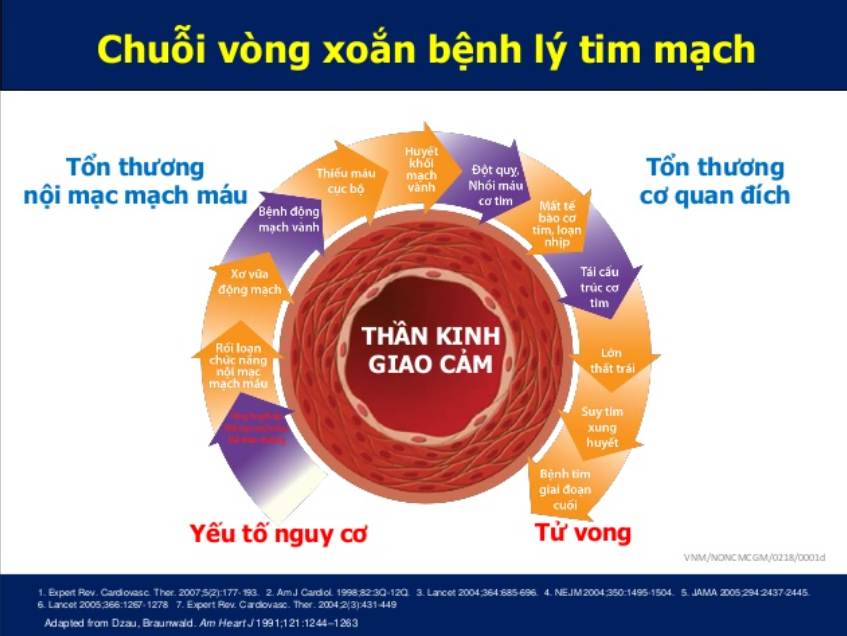 Chuỗi vòng xoắn bệnh lý tim mạch
Tổn thương
nội mạc mạch máu
Tổn thương
cơ quan đích
Huyết
khối
mạch
vành
Thiếu máu
cục bộ
Đột quỵ,
Nhồi máu
cơ tim
Bệnh động
mạch vành
Mất tế
bào cơ
tim, loạn
nhịp
Xơ vữa
động mạch
Tái cấu
trúc cơ
tim
THẦN KINH
GIAO CẢM
Rối loạn
chức năng
nội mạc
mạch máu
Lớn
thất trái
Suy tim
xung
huyết
Bệnh tim
giai đoạn
cuối
Yếu tố nguy cơ
Tử vong
VNM/NONCMCGM/0218/0001d
1. Expert Rev. Cardiovasc. Ther. 2007;5(2):177-193. 2. Am J Cardiol. 1998;82:3Q-12Q. 3. Lancet 2004;364:685-696. 4. NEJM 2004;350:1495-1504. 5. JAMA 2005;294:2437-2445.
6. Lancet 2005;366:1267-1278 7. Expert Rev. Cardiovasc. Ther. 2004;2(3):431-449
Adapted from Dzau, Braunwald. Am Heart J 1991;121:1244–1263